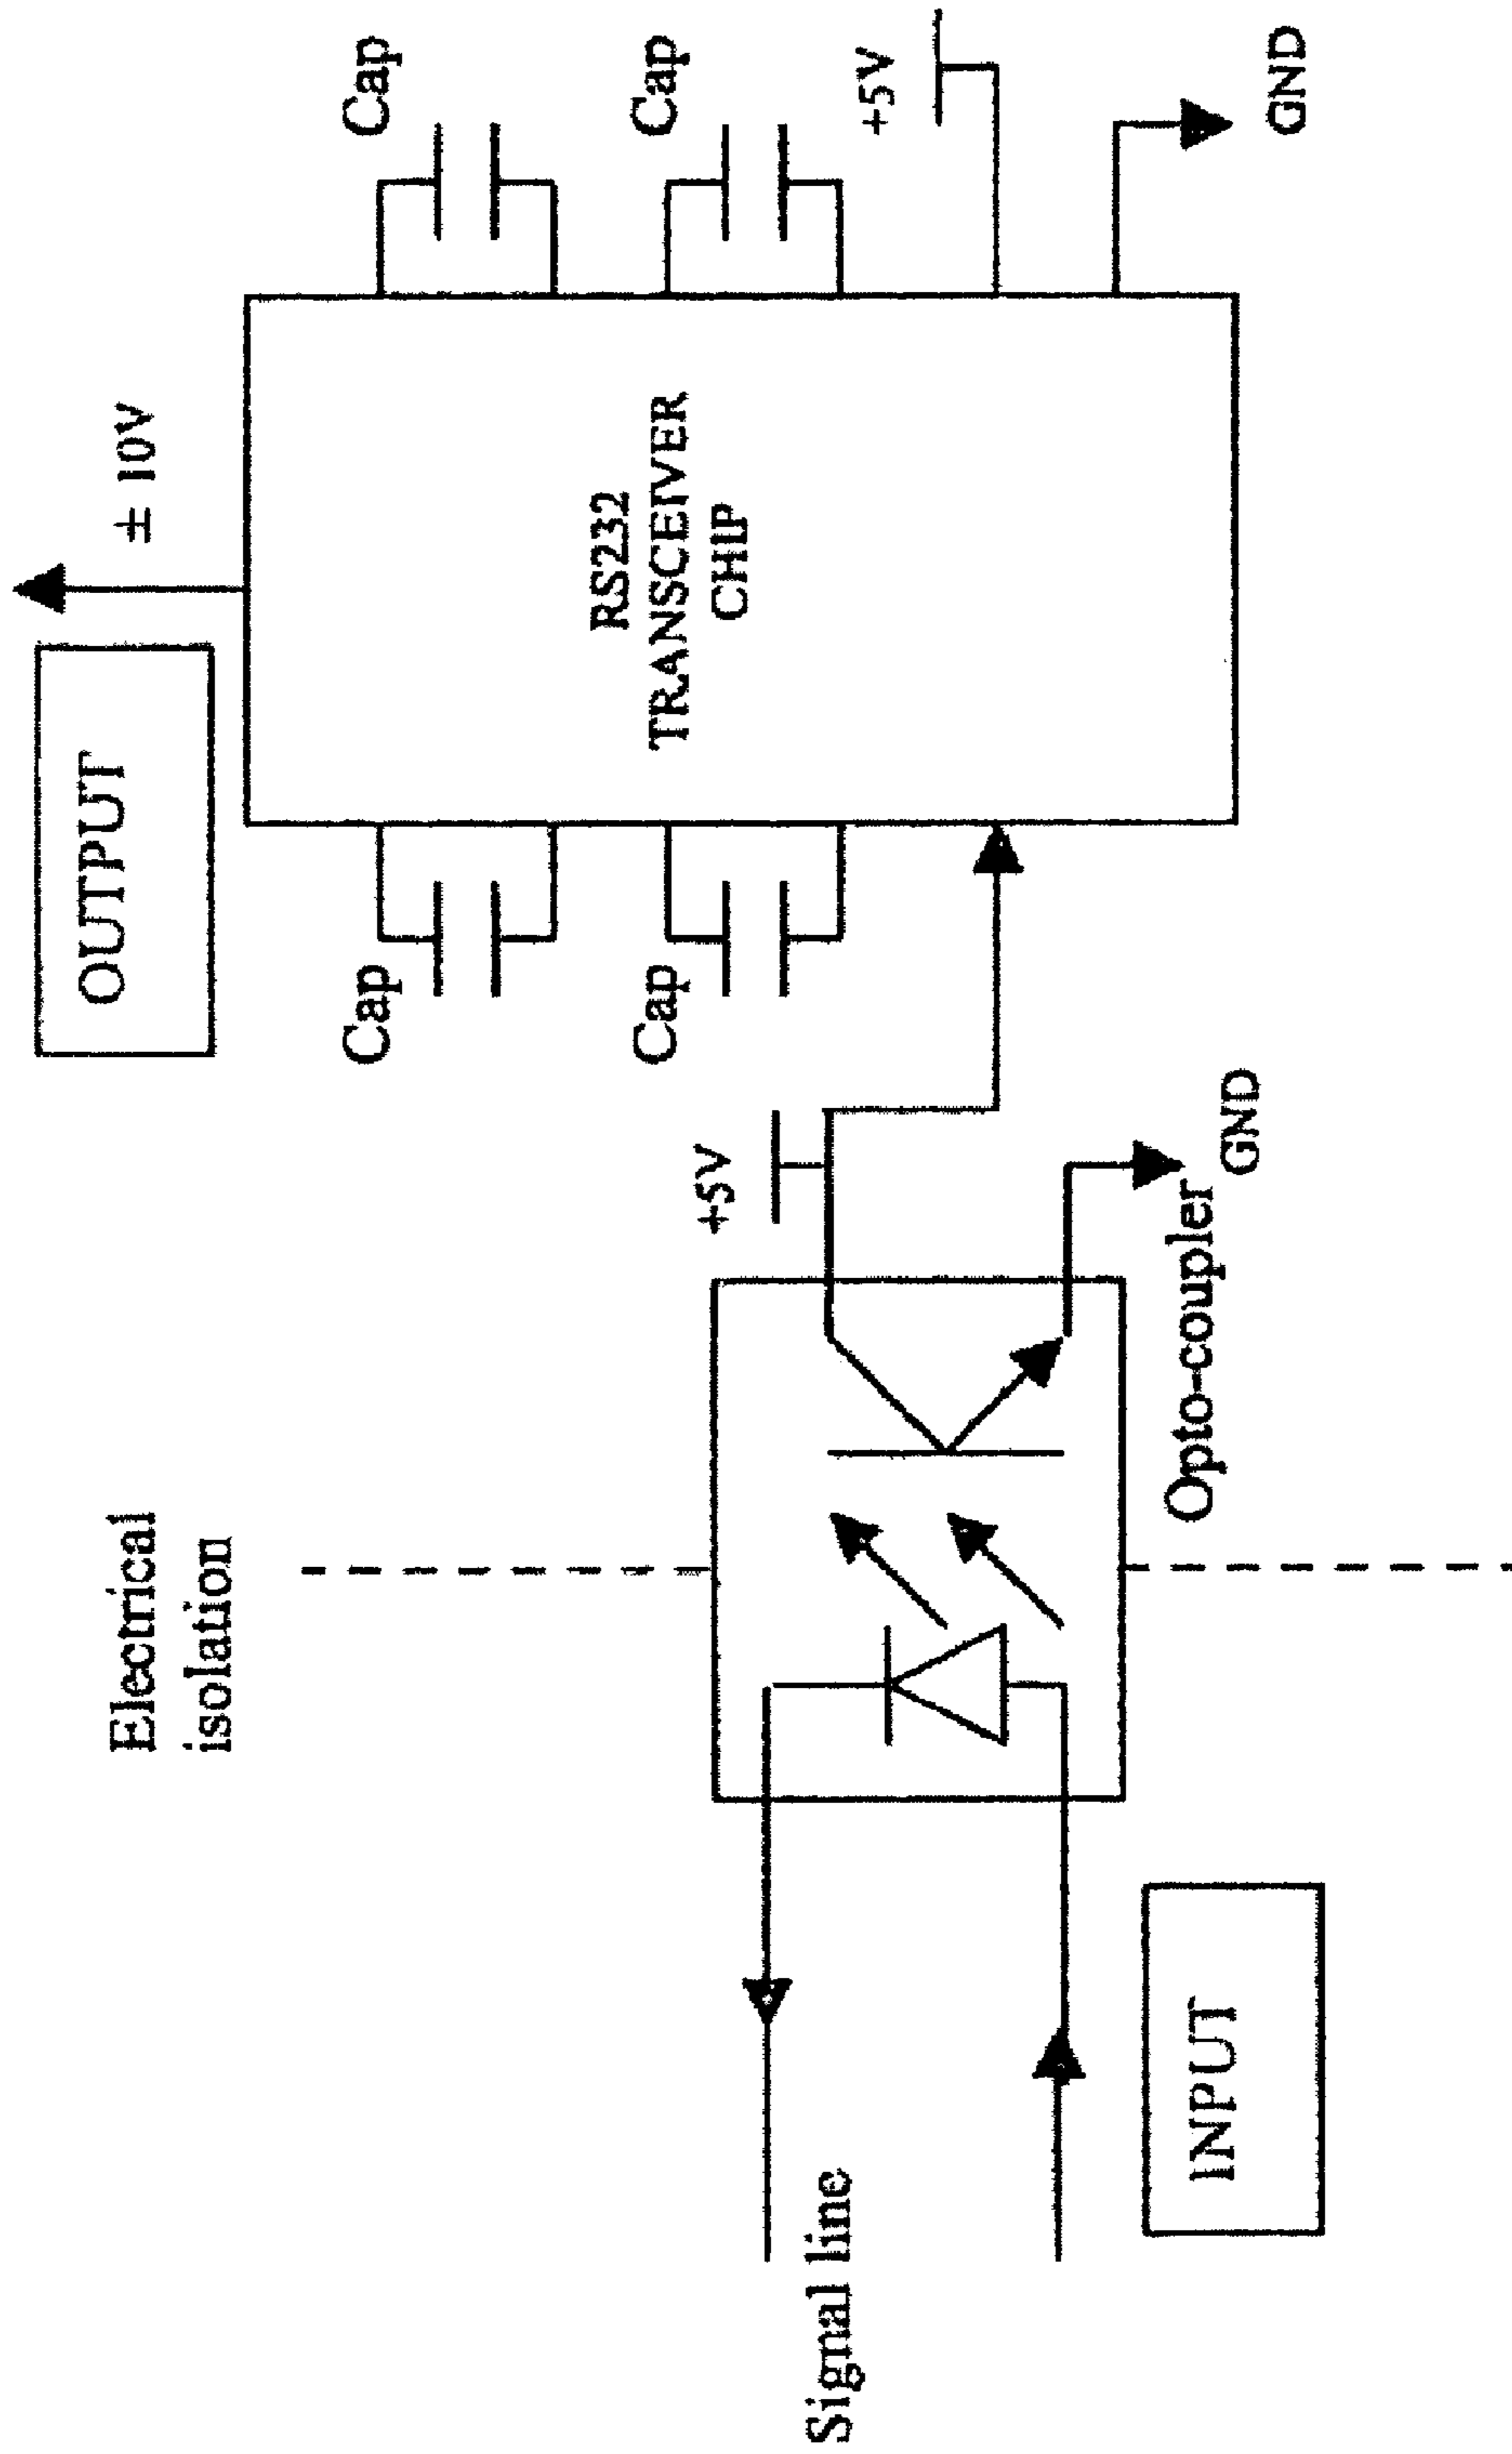 Electrical
isolation
OUTPUT
± 10V
Cap
Cap
Cap
Cap
RS232
TRANSCEIVER
CHIP
+5V
+5V
GND
GND
Opto-coupler
Signal line
INPUT